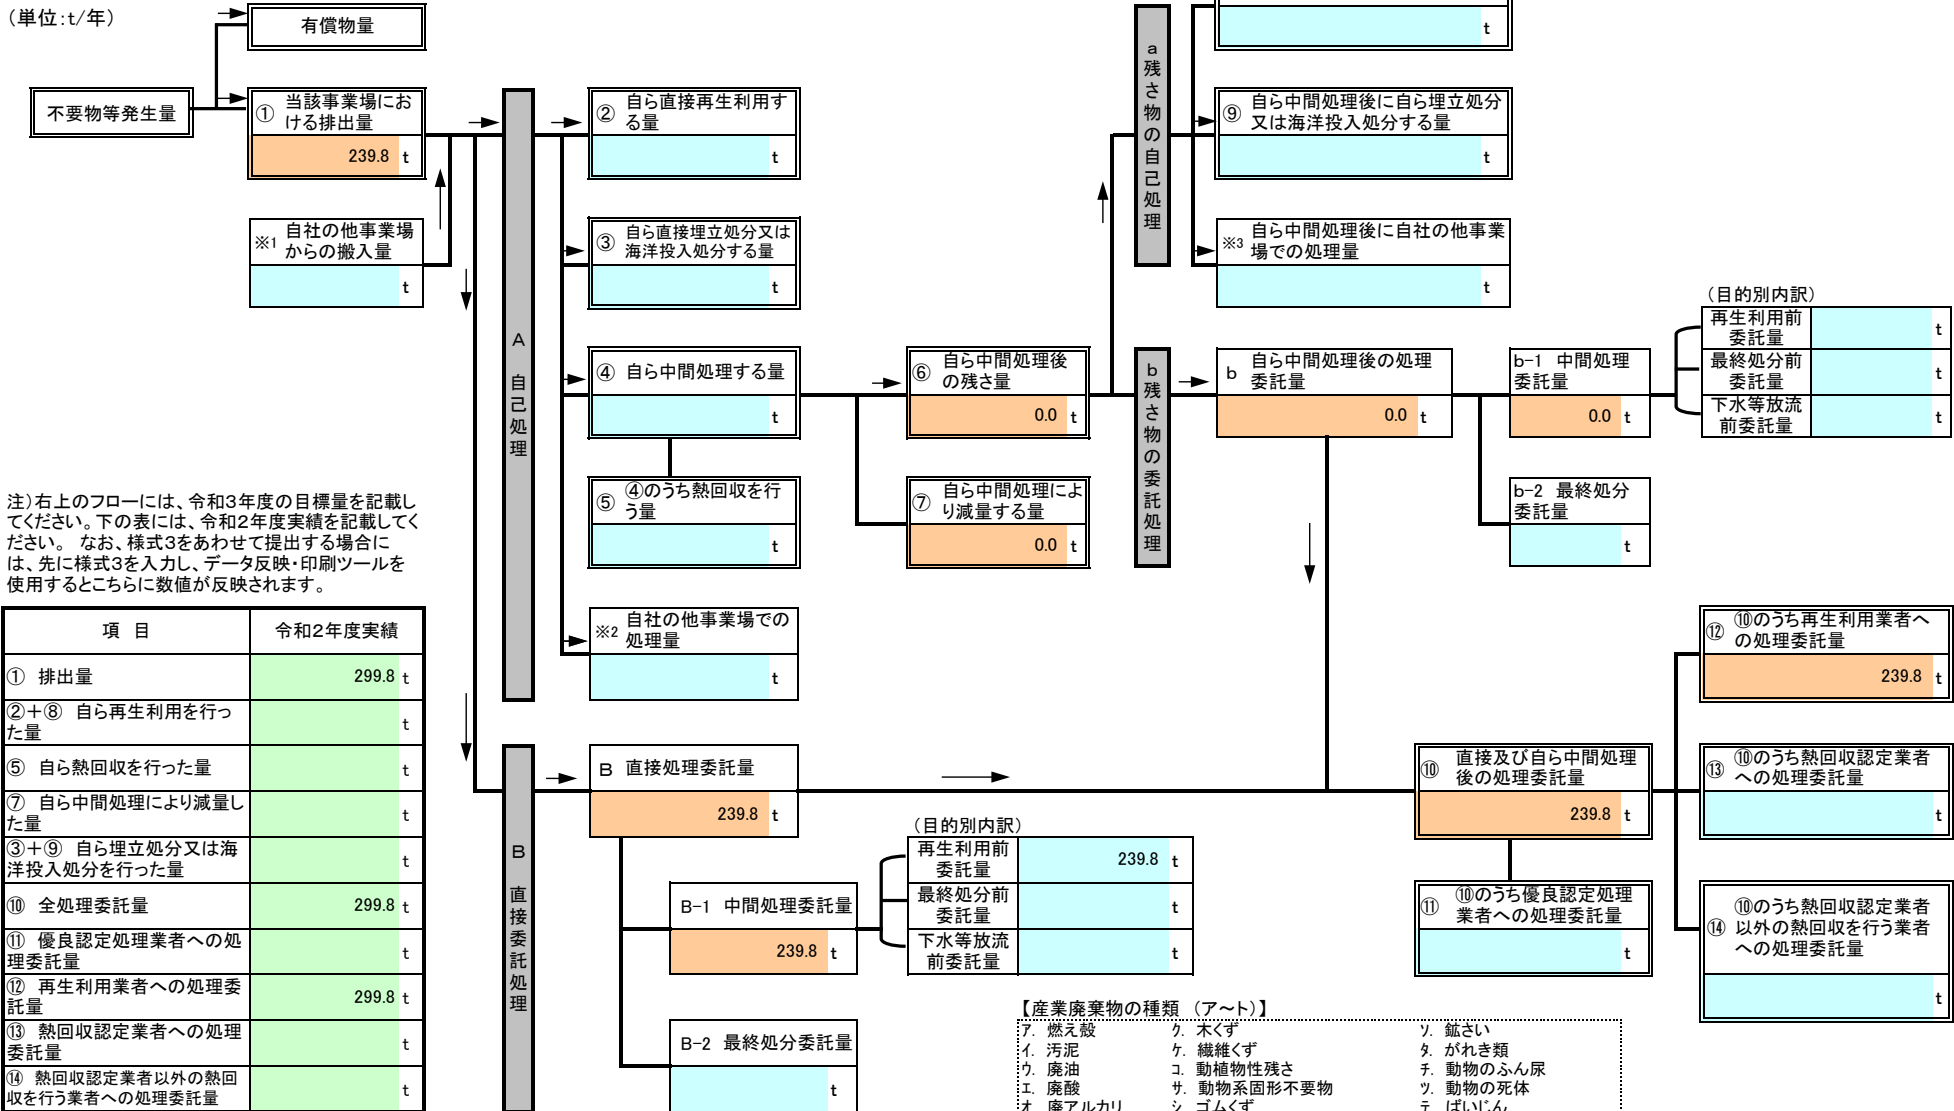 (単位:t/年)
有償物量
不要物等発生量
① 当該事業場にお
ける排出量
239.8 t
※1 自社の他事業場
からの搬入量
t
A 自己処理
② 自ら直接再生利用す
る量
t
③ 自ら直接埋立処分又は
海洋投入処分する量
t
④ 自ら中間処理する量
t
⑤ ④のうち熱回収を行
う量
t
※2 自社の他事業場での
処理量
t
⑥ 自ら中間処理後
の残さ量
0.0 t
⑦ 自ら中間処理によ
り減量する量
0.0 t
a 残さ物の自己処理
t
⑨ 自ら中間処理後に自ら埋立処分
又は海洋投入処分する量
t
※3 自ら中間処理後に自社の他事業
場での処理量
t
b 残さ物の委託処理
b 自ら中間処理後の処理
委託量
0.0 t
b-1 中間処理
委託量
0.0 t
(目的別内訳)
再生利用前
委託量 t
最終処分前
委託量 t
下水等放流
前委託量 t
b-2 最終処分
委託量
t
注)右上のフローには、令和3年度の目標量を記載し
てください。下の表には、令和2年度実績を記載してく
ださい。 なお、様式3をあわせて提出する場合に
は、先に様式3を入力し、データ反映・印刷ツールを
使用するとこちらに数値が反映されます。
項 目 令和2年度実績
① 排出量 299.8 t
②+⑧ 自ら再生利用を行っ
た量 t
⑤ 自ら熱回収を行った量 t
⑦ 自ら中間処理により減量し
た量 t
③+⑨ 自ら埋立処分又は海
洋投入処分を行った量 t
⑩ 全処理委託量 299.8 t
⑪ 優良認定処理業者への処
理委託量 t
⑫ 再生利用業者への処理委
託量 299.8 t
⑬ 熱回収認定業者への処理
委託量 t
⑭ 熱回収認定業者以外の熱回
収を行う業者への処理委託量 t
B 直接委託処理
B 直接処理委託量
239.8 t
B-1 中間処理委託量
239.8 t
(目的別内訳)
再生利用前
委託量 239.8 t
最終処分前
委託量 t
下水等放流
前委託量 t
B-2 最終処分委託量
t
⑩ 直接及び自ら中間処理
後の処理委託量
239.8 t
⑪ ⑩のうち優良認定処理
業者への処理委託量
t
⑫ ⑩のうち再生利用業者へ
の処理委託量
239.8 t
⑬ ⑩のうち熱回収認定業者
への処理委託量
t
⑭ ⑩のうち熱回収認定業者
以外の熱回収を行う業者
への処理委託量
t
【産業廃棄物の種類 (ア~ト)】
ア. 燃え殻 ク. 木くず ソ. 鉱さい
イ. 汚泥 ケ. 繊維くず タ. がれき類
ウ. 廃油 コ. 動植物性残さ チ. 動物のふん尿
エ. 廃酸 サ. 動物系固形不要物 ツ. 動物の死体
オ. 廃アルカリ シ. ゴムくず テ. ばいじん